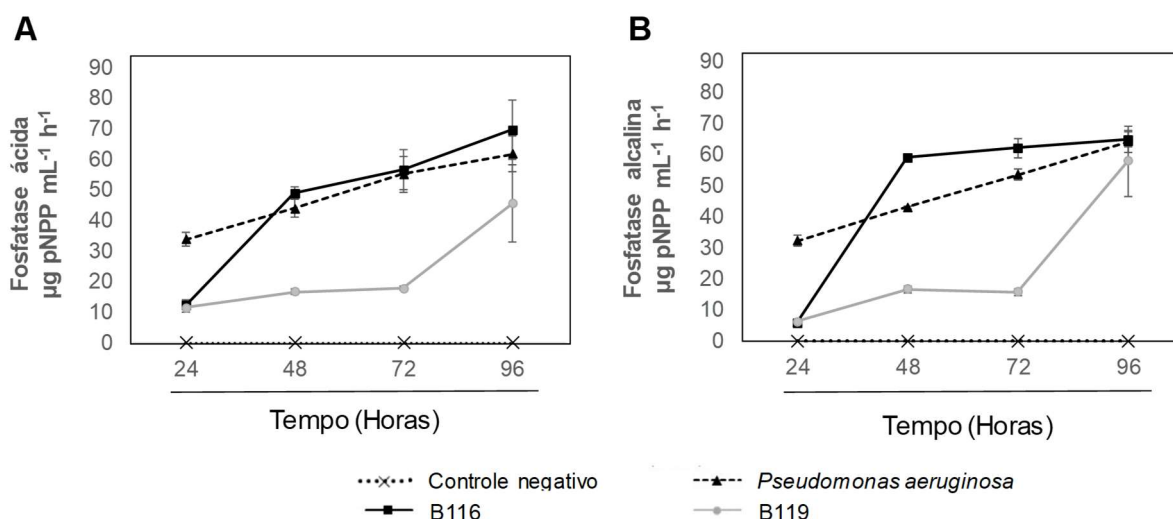 A
Fosfatase ácida
µg pNPP mL⁻¹ h⁻¹
90
80
70
60
50
40
30
20
10
0
24 48 72 96
Tempo (Horas)
B
Fosfatase alcalina
µg pNPP mL⁻¹ h⁻¹
90
80
70
60
50
40
30
20
10
0
24 48 72 96
Tempo (Horas)
Controle negativo Pseudomonas aeruginosa
B116 B119